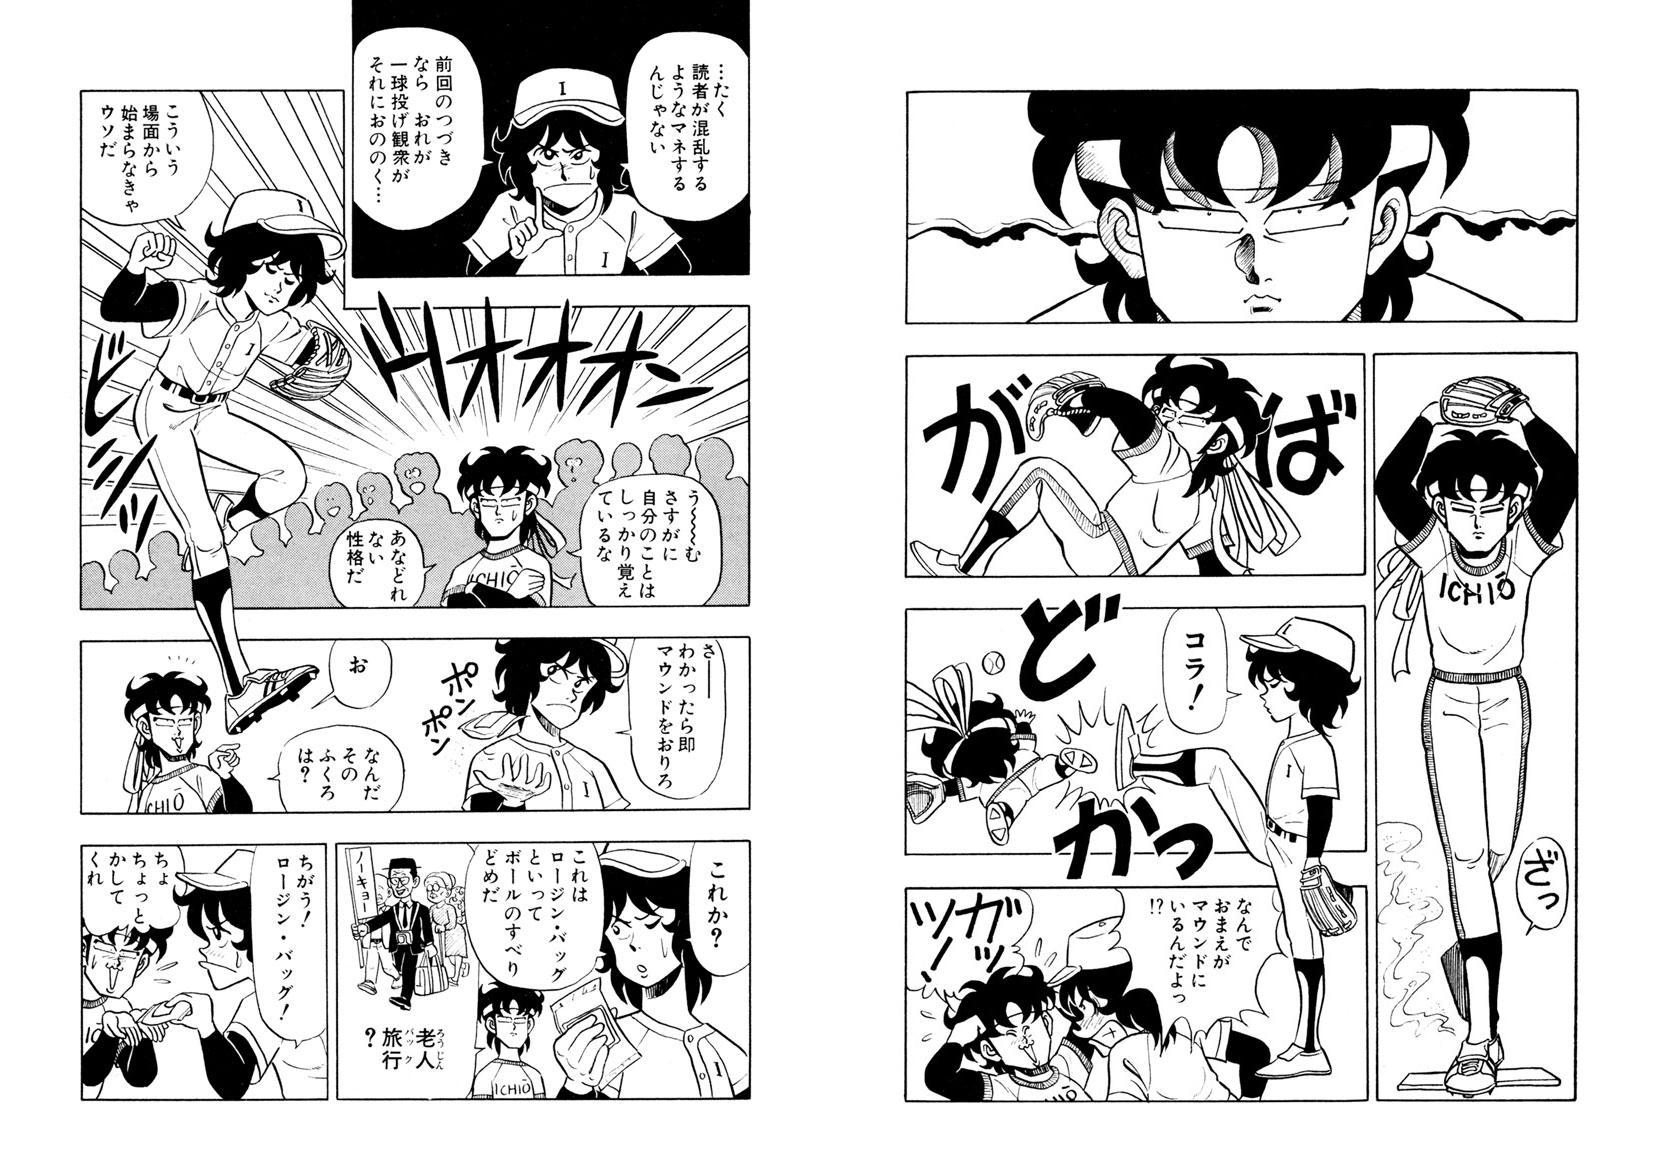 ICHIŌ
ざっ
がば
コラ！
I
どかっ
なんで
おまえが
マウンドに
いるんだよっ
！？
ガッ
ツ！
…たく
読者が混乱する
ようなマネする
んじゃない
I
I
前回のつづき
なら　おれが
一球投げ観衆が
それにおののく…
こういう
場面から
始まらなきゃ
ウソだ
I
I
ビシッッ
ドォオオオン
う〜〜〜む
さすがに
自分のことは
しっかり覚え
ているな
あなどれ
ない
性格だ
ICHIŌ
さ――
わかったら即
マウンドをおりろ
ポン
ポン
I
お
なんだ
その
ふくろ
は？
CHIŌ
これか？
これは
ロージン・バッグ
といって
ボールのすべり
どめだ
I
ノーキョー
老人
ろうじん
旅行
パック
？
ICHIŌ
ちがう！
ロージン・バッグ！
ちょ
ちょっと
かして
くれ